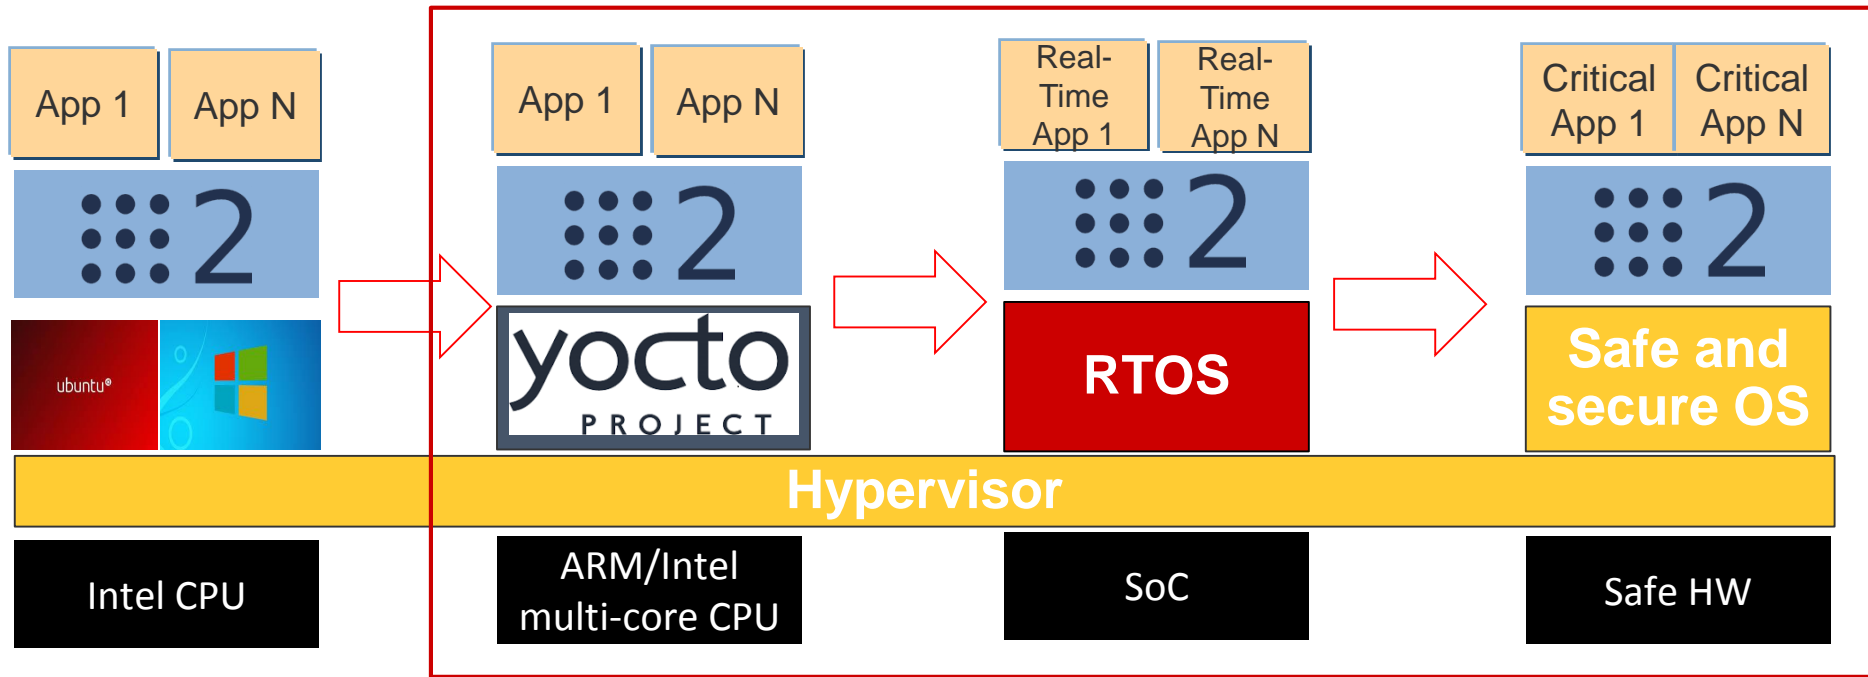 App 1
App N
App 1
App N
Real-
Time
App 1
Real-
Time
App N
Critical
App 1
Critical
App N
2
2
2
2
ubuntu®
yocto
PROJECT
RTOS
Safe and
secure OS
Hypervisor
Intel CPU
ARM/Intel
multi-core CPU
SoC
Safe HW